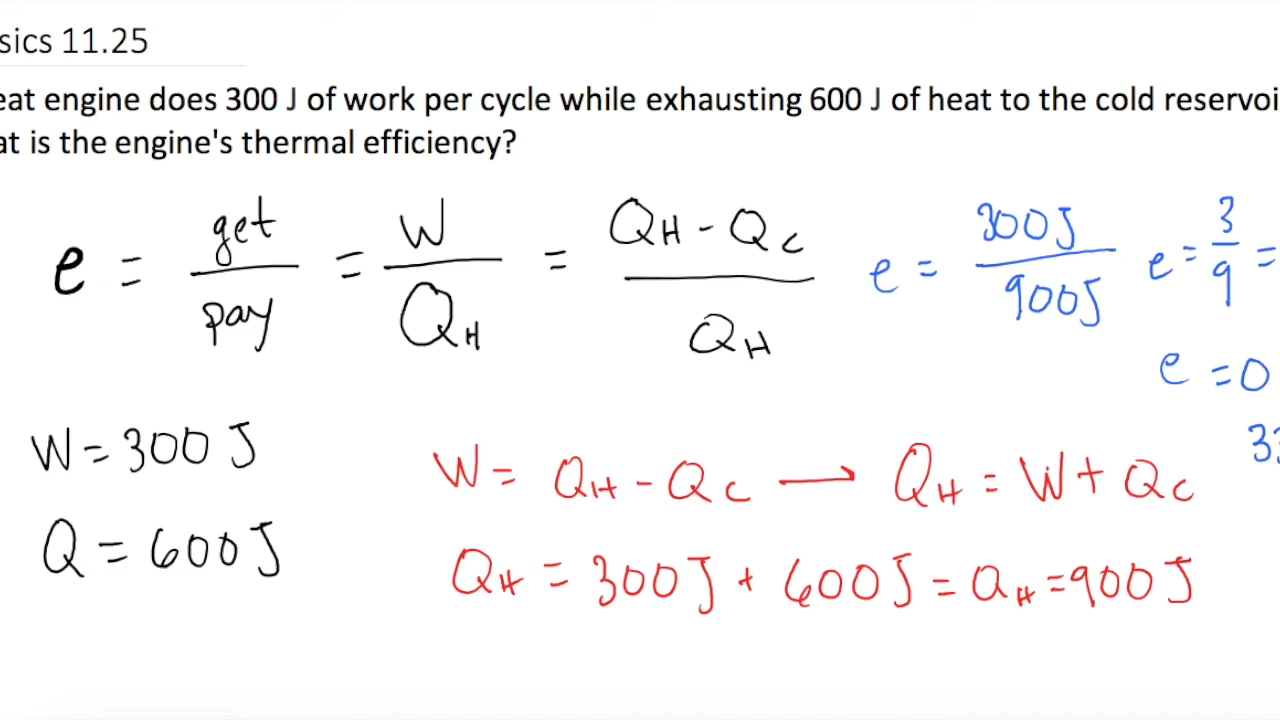 sics 11.25
eat engine does 300 J of work per cycle while exhausting 600 J of heat to the cold reservoi
at is the engine's thermal efficiency?
e = get / pay = W / QH = QH - QC / QH
e = 300J / 900J e = 3 / 9 =
e = 0
W = 300 J
33
W = QH - QC → QH = W + QC
Q = 600J
QH = 300J + 600J = QH = 900J